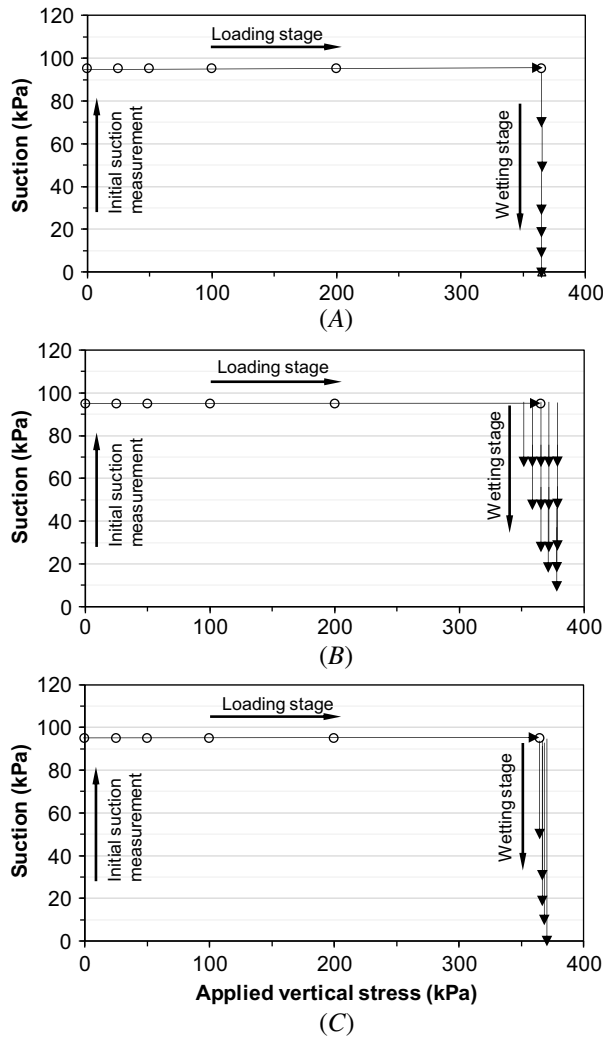 120
Loading stage
100
80
60
40
20
0
Suction (kPa)
Initial suction
measurement
Wetting stage
0 100 200 300 400
(A)
120
Loading stage
100
80
60
40
20
0
Suction (kPa)
Initial suction
measurement
Wetting stage
0 100 200 300 400
(B)
120
Loading stage
100
80
60
40
20
0
Suction (kPa)
Initial suction
measurement
Wetting stage
0 100 200 300 400
Applied vertical stress (kPa)
(C)